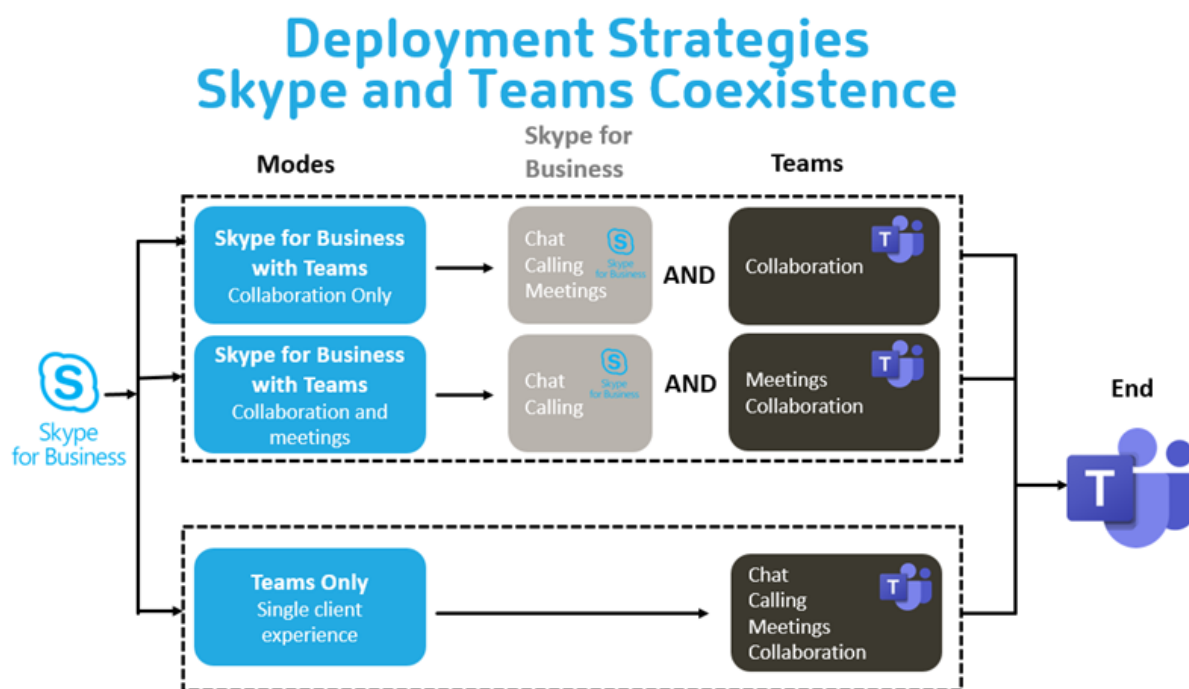 Deployment Strategies
Skype and Teams Coexistence
Modes
Skype for
Business
Teams
Skype for Business
with Teams
Collaboration Only
Chat
Calling
Meetings
S
Skype
for Business
AND
Collaboration
T
Skype for Business
with Teams
Collaboration and
meetings
Chat
Calling
S
Skype
for Business
AND
Meetings
Collaboration
T
S
Skype
for Business
End
T
Teams Only
Single client
experience
Chat
Calling
Meetings
Collaboration
T